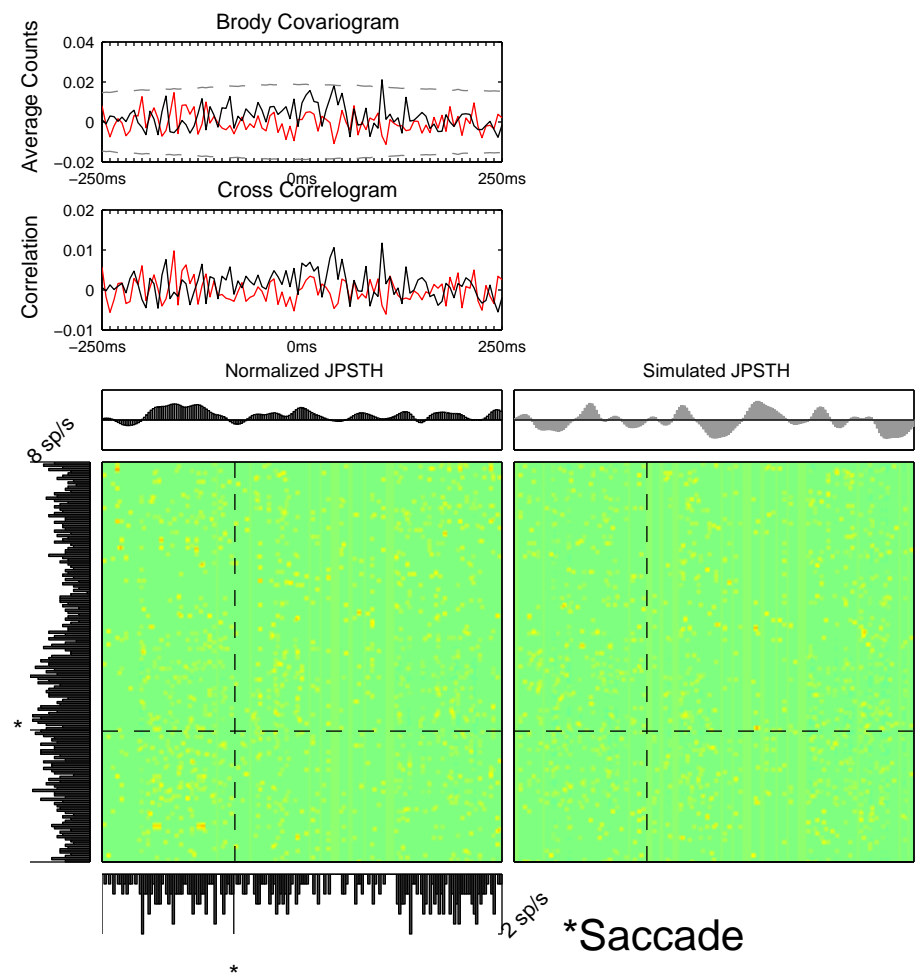 Brody Covariogram
Average Counts
0.04
0.02
0
−0.02
−250ms
0ms
250ms
Cross Correlogram
Correlation
0.02
0.01
0
−0.01
−250ms
0ms
250ms
Normalized JPSTH
Simulated JPSTH
8 sp/s
*
2 sp/s
*Saccade
*